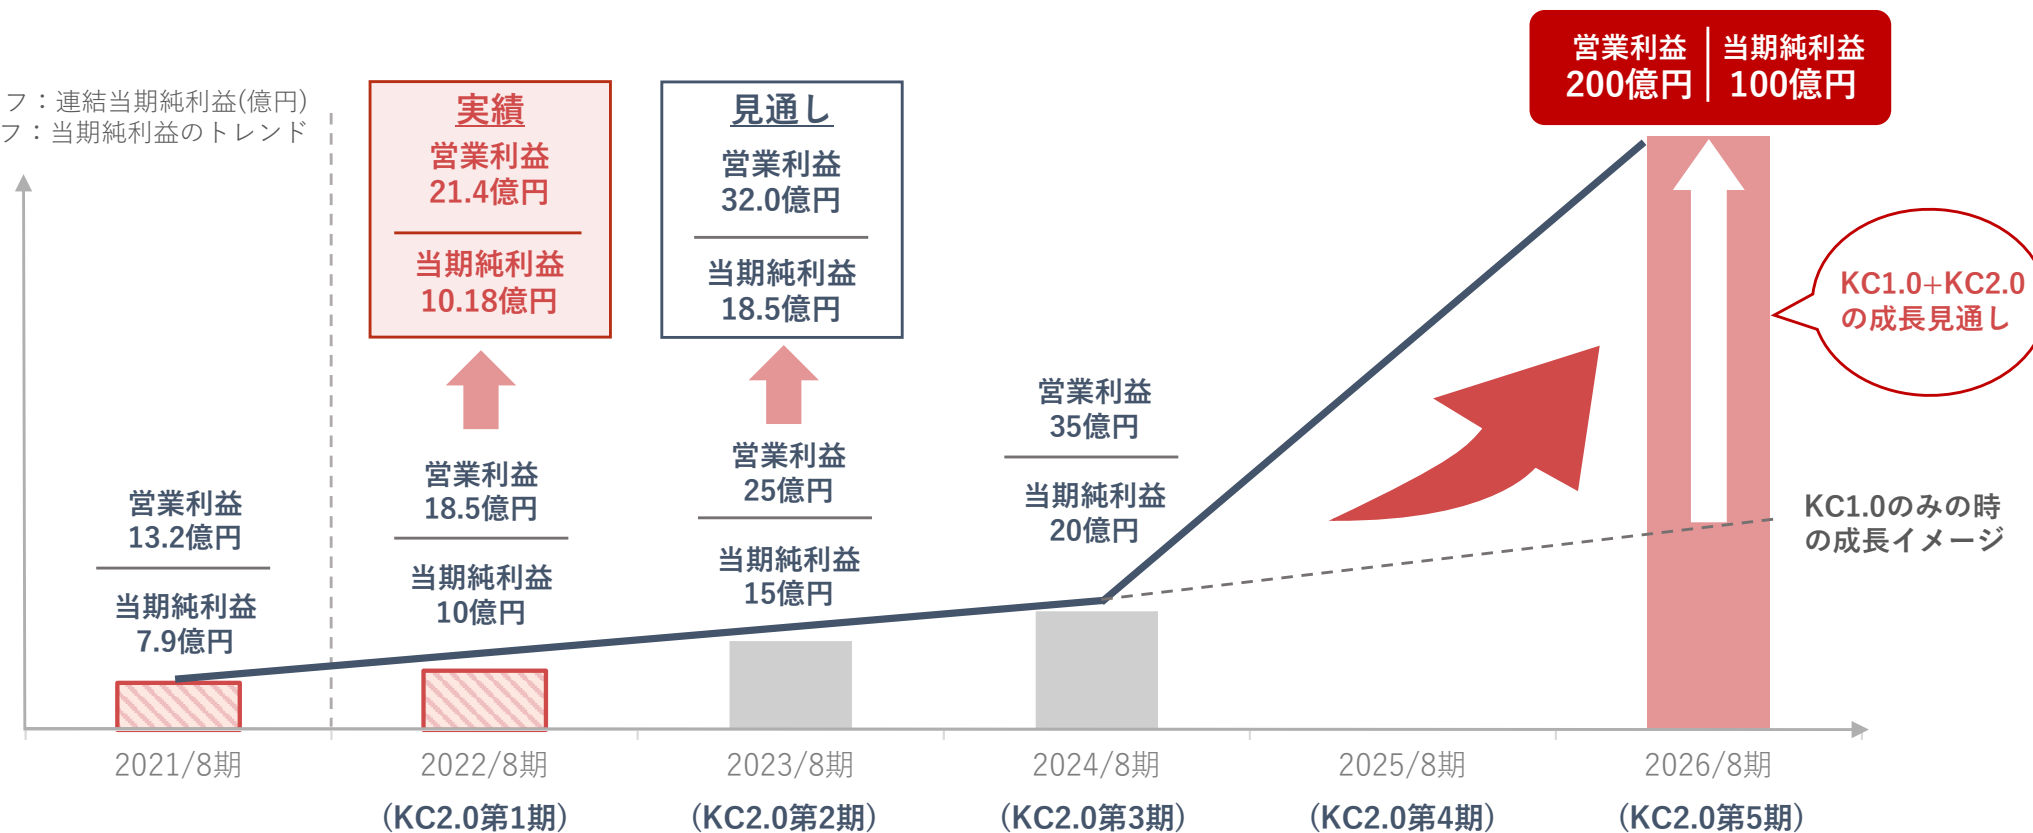 フ：連結当期純利益(億円)
フ：当期純利益のトレンド
実績
営業利益
21.4億円
当期純利益
10.18億円
見通し
営業利益
32.0億円
当期純利益
18.5億円
営業利益
200億円
当期純利益
100億円
KC1.0+KC2.0
の成長見通し
営業利益
13.2億円
当期純利益
7.9億円
営業利益
18.5億円
当期純利益
10億円
営業利益
25億円
当期純利益
15億円
営業利益
35億円
当期純利益
20億円
KC1.0のみの時
の成長イメージ
2021/8期
2022/8期
2023/8期
2024/8期
2025/8期
2026/8期
(KC2.0第1期)
(KC2.0第2期)
(KC2.0第3期)
(KC2.0第4期)
(KC2.0第5期)